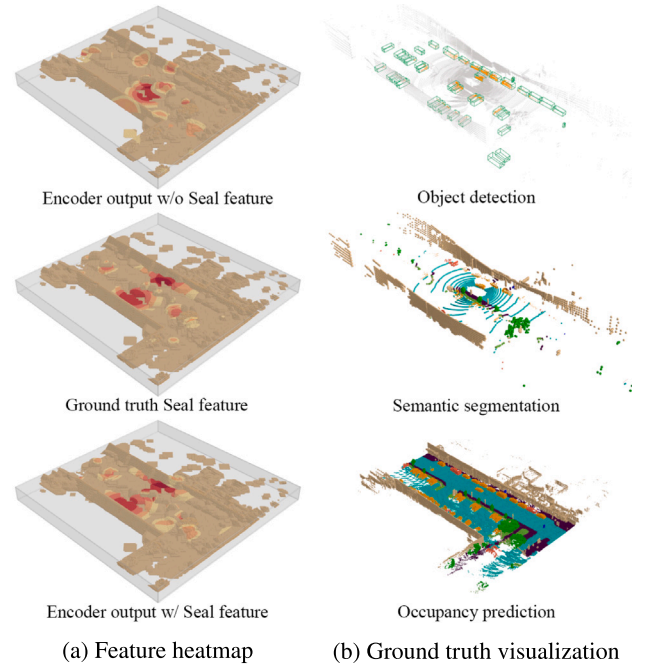 Encoder output w/o Seal feature
Object detection
Ground truth Seal feature
Semantic segmentation
Encoder output w/ Seal feature
Occupancy prediction
(a) Feature heatmap
(b) Ground truth visualization